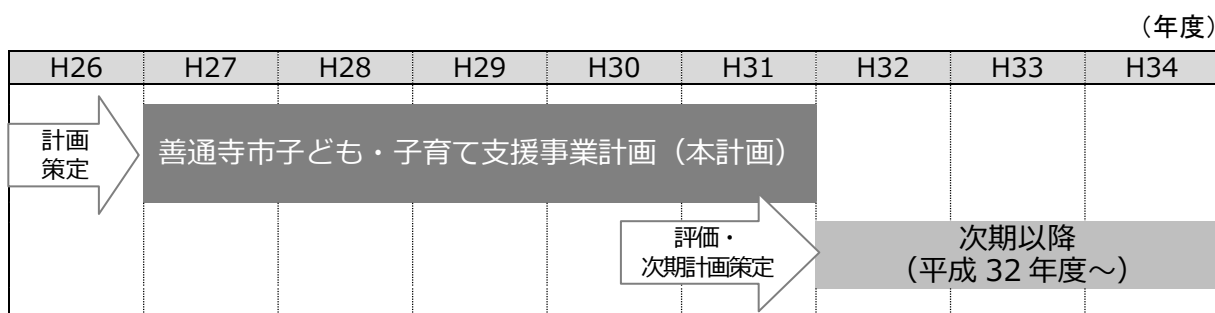 （年度）
H26 H27 H28 H29 H30 H31 H32 H33 H34
計画
策定
善通寺市子ども・子育て支援事業計画（本計画）
評価・
次期計画策定
次期以降
（平成 32 年度～）